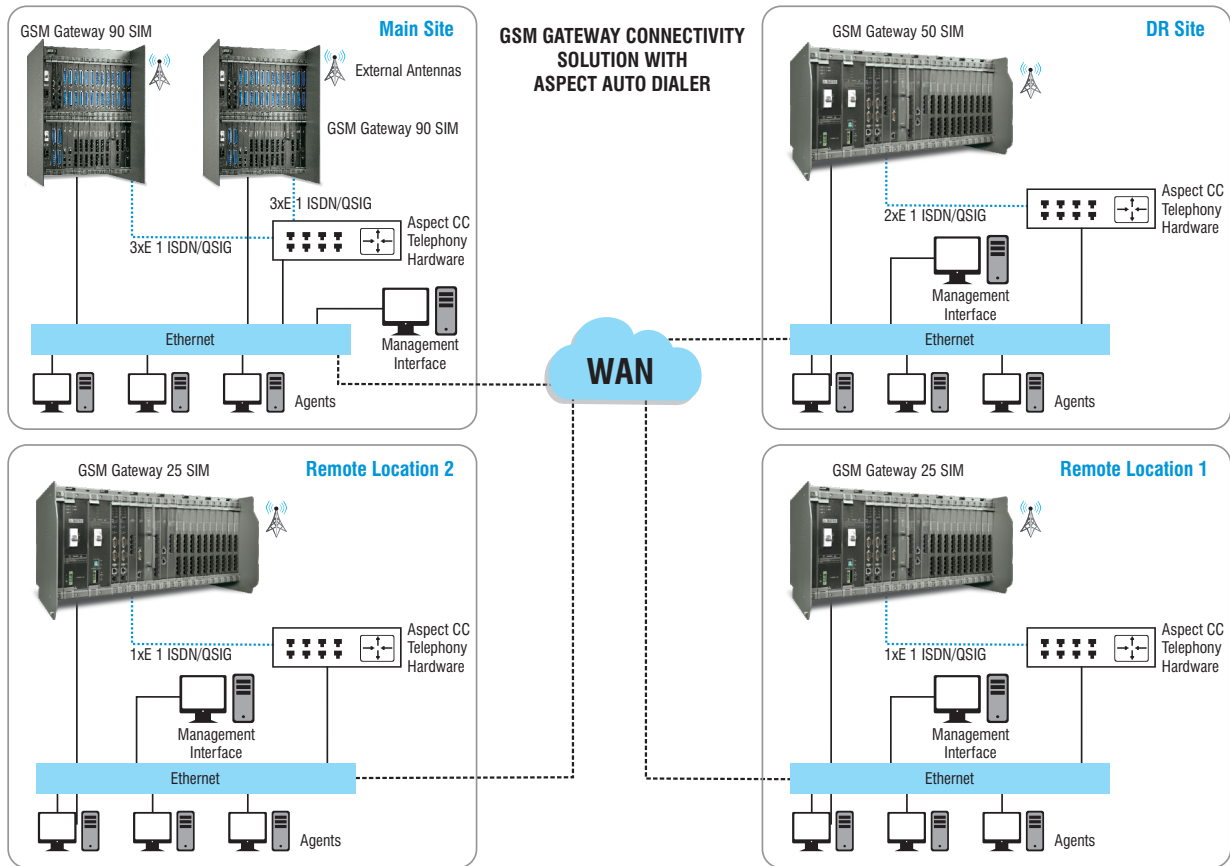 GSM GATEWAY CONNECTIVITY
SOLUTION WITH
ASPECT AUTO DIALER
Main Site
GSM Gateway 90 SIM
External Antennas
GSM Gateway 90 SIM
3xE 1 ISDN/QSIG
3xE 1 ISDN/QSIG
Aspect CC
Telephony
Hardware
Management
Interface
Ethernet
Agents
DR Site
GSM Gateway 50 SIM
2xE 1 ISDN/QSIG
Aspect CC
Telephony
Hardware
Management
Interface
Ethernet
Agents
WAN
Remote Location 2
GSM Gateway 25 SIM
1xE 1 ISDN/QSIG
Aspect CC
Telephony
Hardware
Management
Interface
Ethernet
Agents
Remote Location 1
GSM Gateway 25 SIM
1xE 1 ISDN/QSIG
Aspect CC
Telephony
Hardware
Management
Interface
Ethernet
Agents